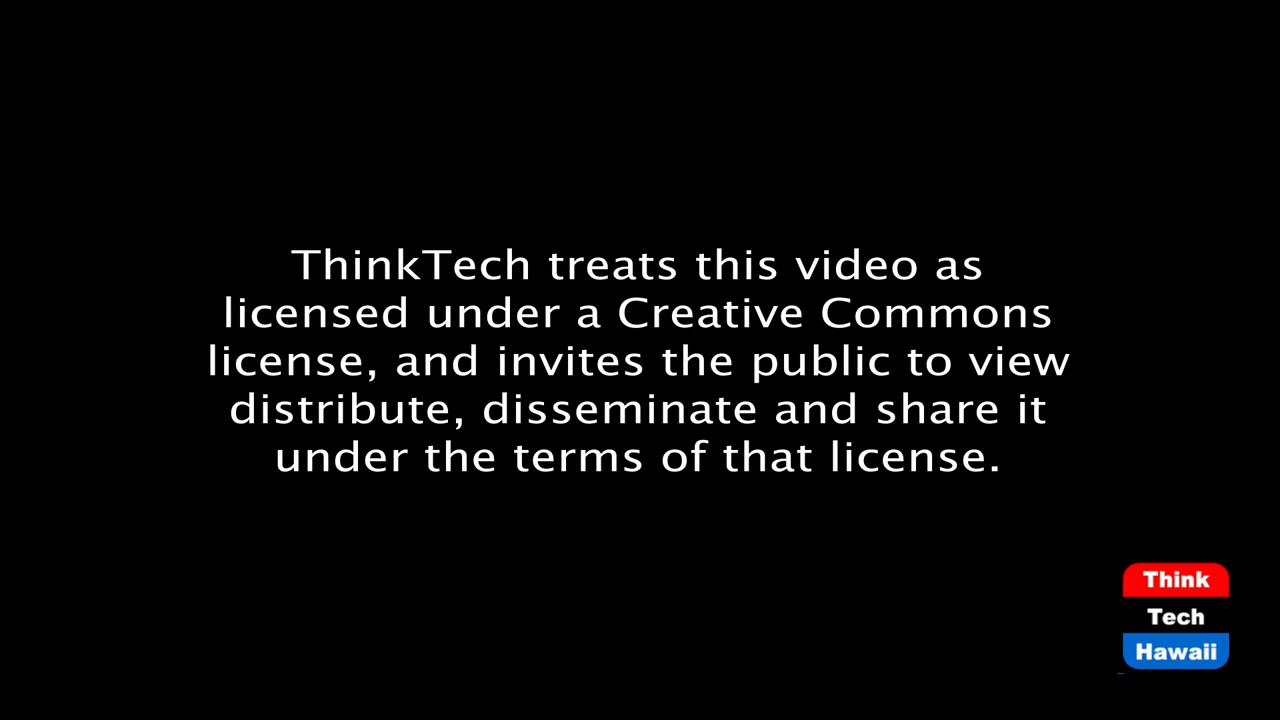 ThinkTech treats this video as
licensed under a Creative Commons
license, and invites the public to view
distribute, disseminate and share it
under the terms of that license.
Think
Tech
Hawaii